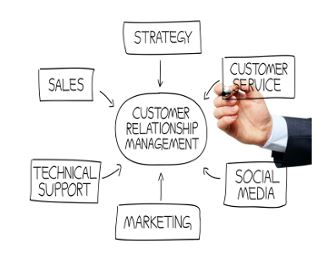 STRATEGY
SALES
CUSTOMER
SERVICE
CUSTOMER
RELATIONSHIP
MANAGEMENT
TECHNICAL
SUPPORT
SOCIAL
MEDIA
MARKETING